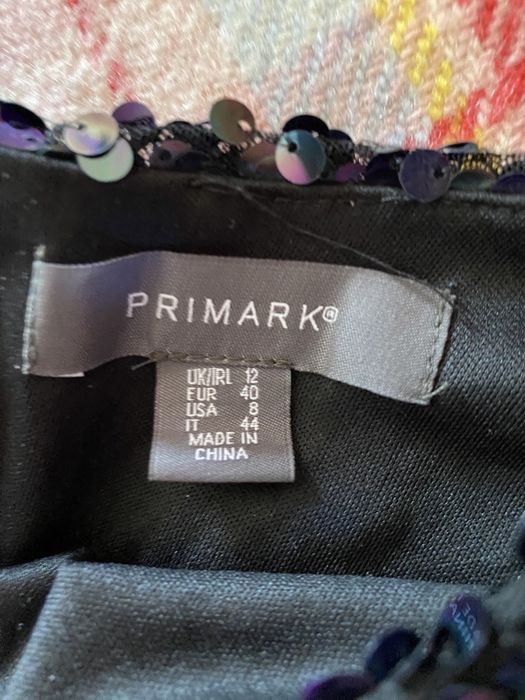 PRIMARK®
UK/IRL 12
EUR 40
USA 8
IT 44
MADE IN
CHINA